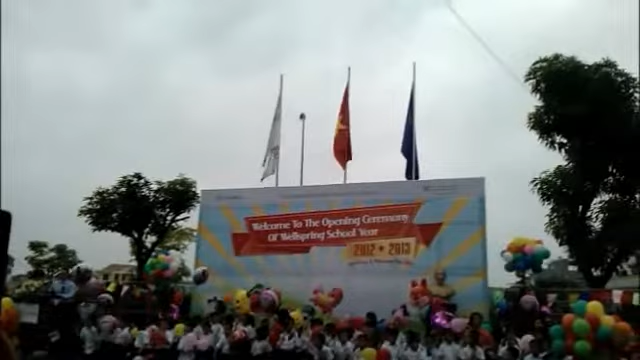 Welcome To The Opening Ceremony
Of Wellspring School Year
2012 * 2013